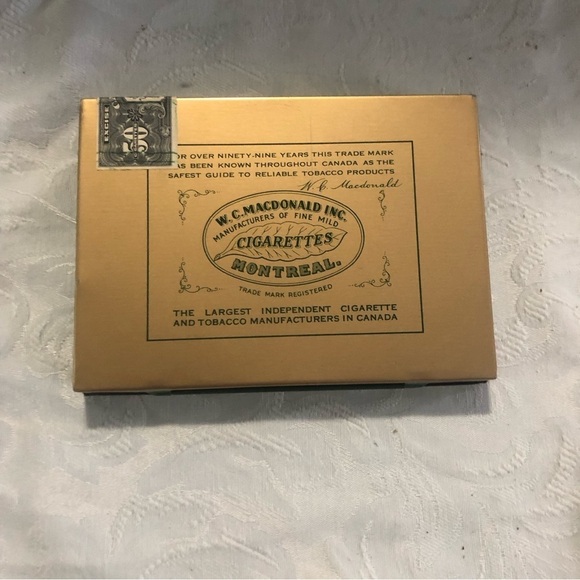 EXCISE
50
OR OVER NINETY-NINE YEARS THIS TRADE MARK
AS BEEN KNOWN THROUGHOUT CANADA AS THE
SAFEST GUIDE TO RELIABLE TOBACCO PRODUCTS
W. C. Macdonald
W. C. MACDONALD INC.
MANUFACTURERS OF FINE MILD
CIGARETTES
MONTREAL.
TRADE MARK REGISTERED
THE LARGEST INDEPENDENT CIGARETTE
AND TOBACCO MANUFACTURERS IN CANADA